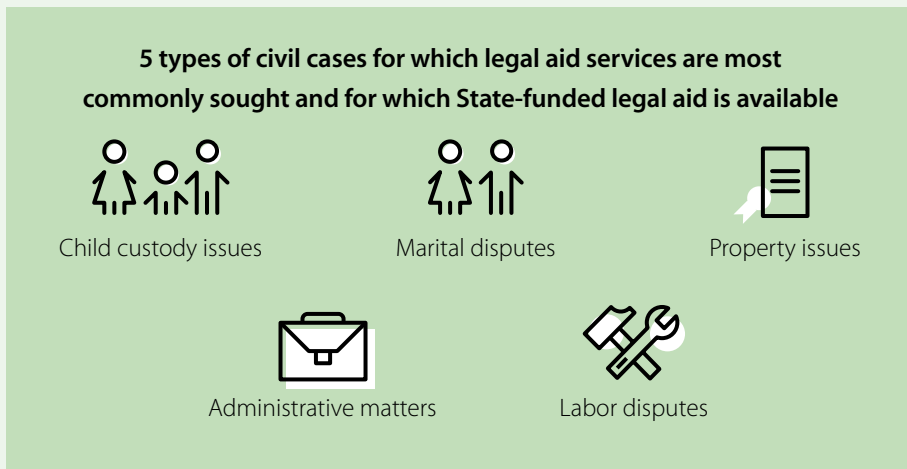 5 types of civil cases for which legal aid services are most
commonly sought and for which State-funded legal aid is available
Child custody issues
Marital disputes
Property issues
Administrative matters
Labor disputes